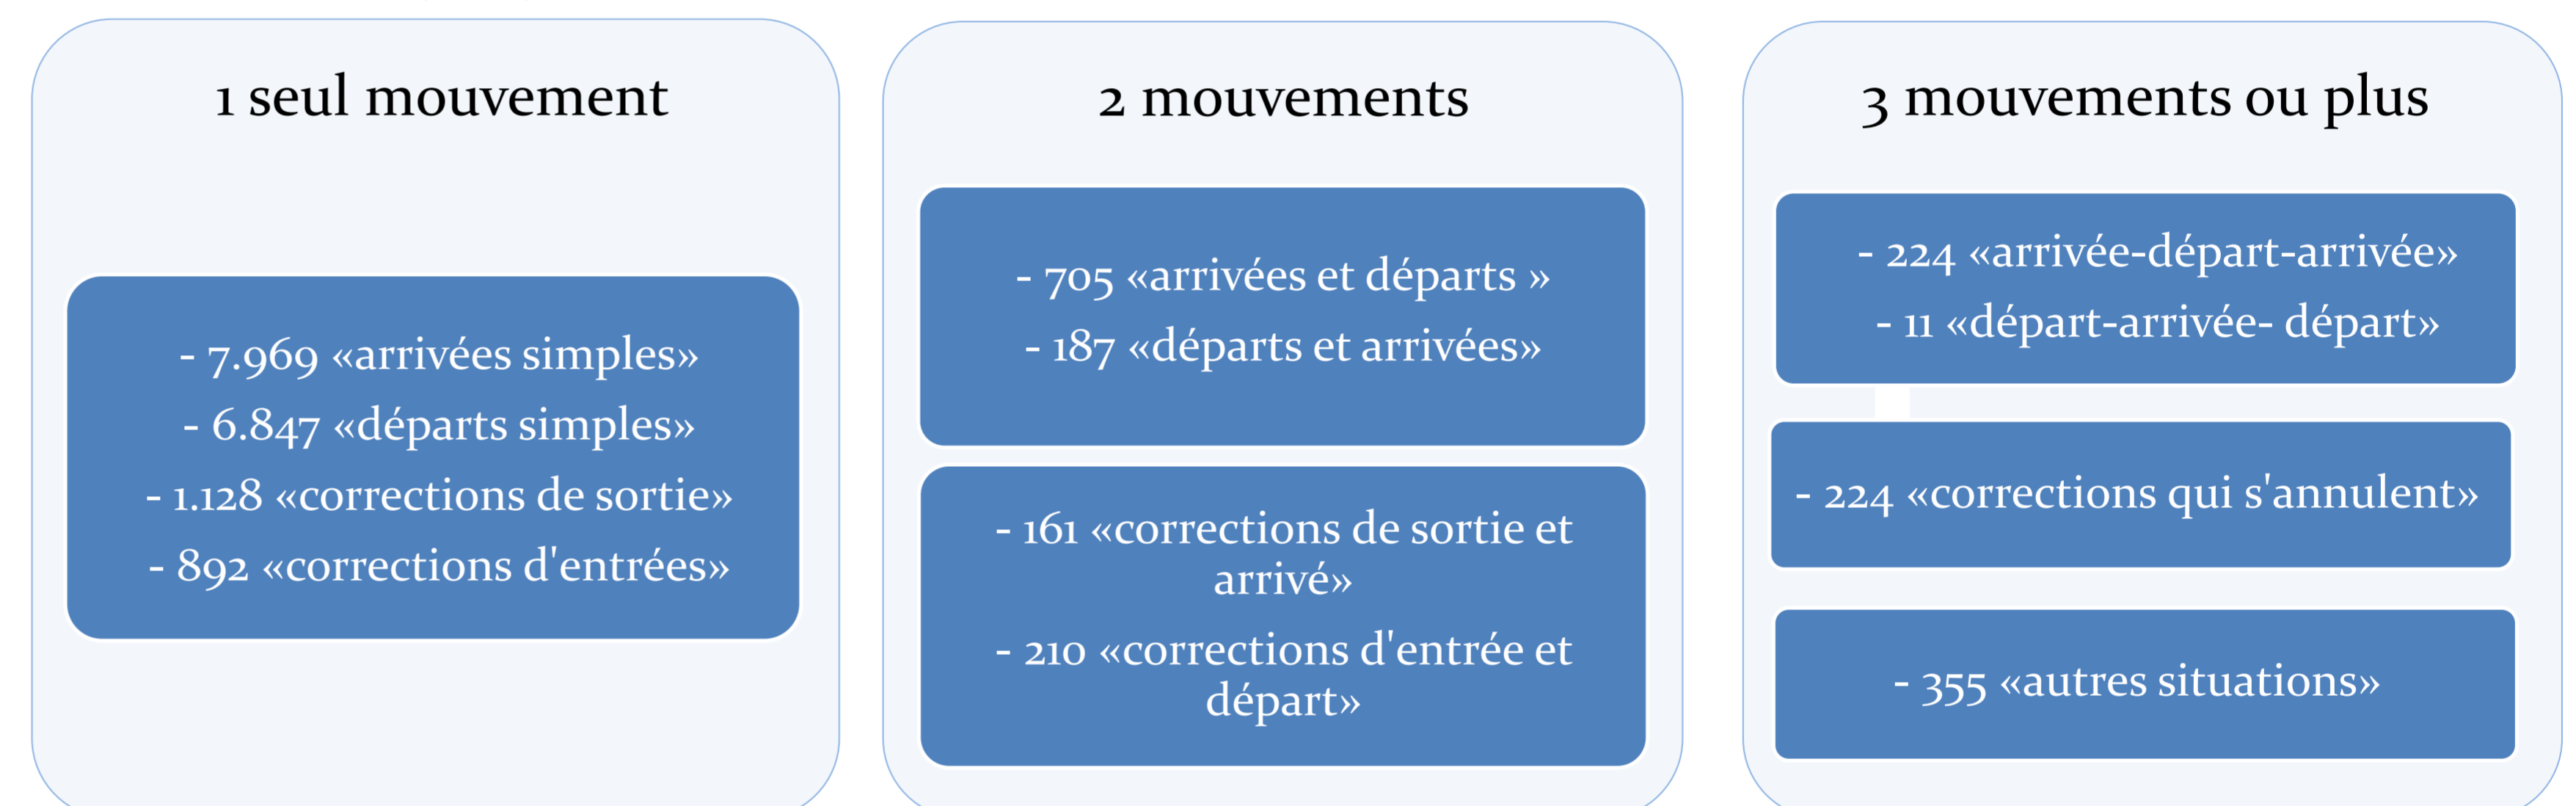 1 seul mouvement
- 7.969 «arrivées simples»
- 6.847 «départs simples»
- 1.128 «corrections de sortie»
- 892 «corrections d'entrées»
2 mouvements
- 705 «arrivées et départs »
- 187 «départs et arrivées»
- 161 «corrections de sortie et
arrivé»
- 210 «corrections d'entrée et
départ»
3 mouvements ou plus
- 224 «arrivée-départ-arrivée»
- 11 «départ-arrivée- départ»
- 224 «corrections qui s'annulent»
- 355 «autres situations»